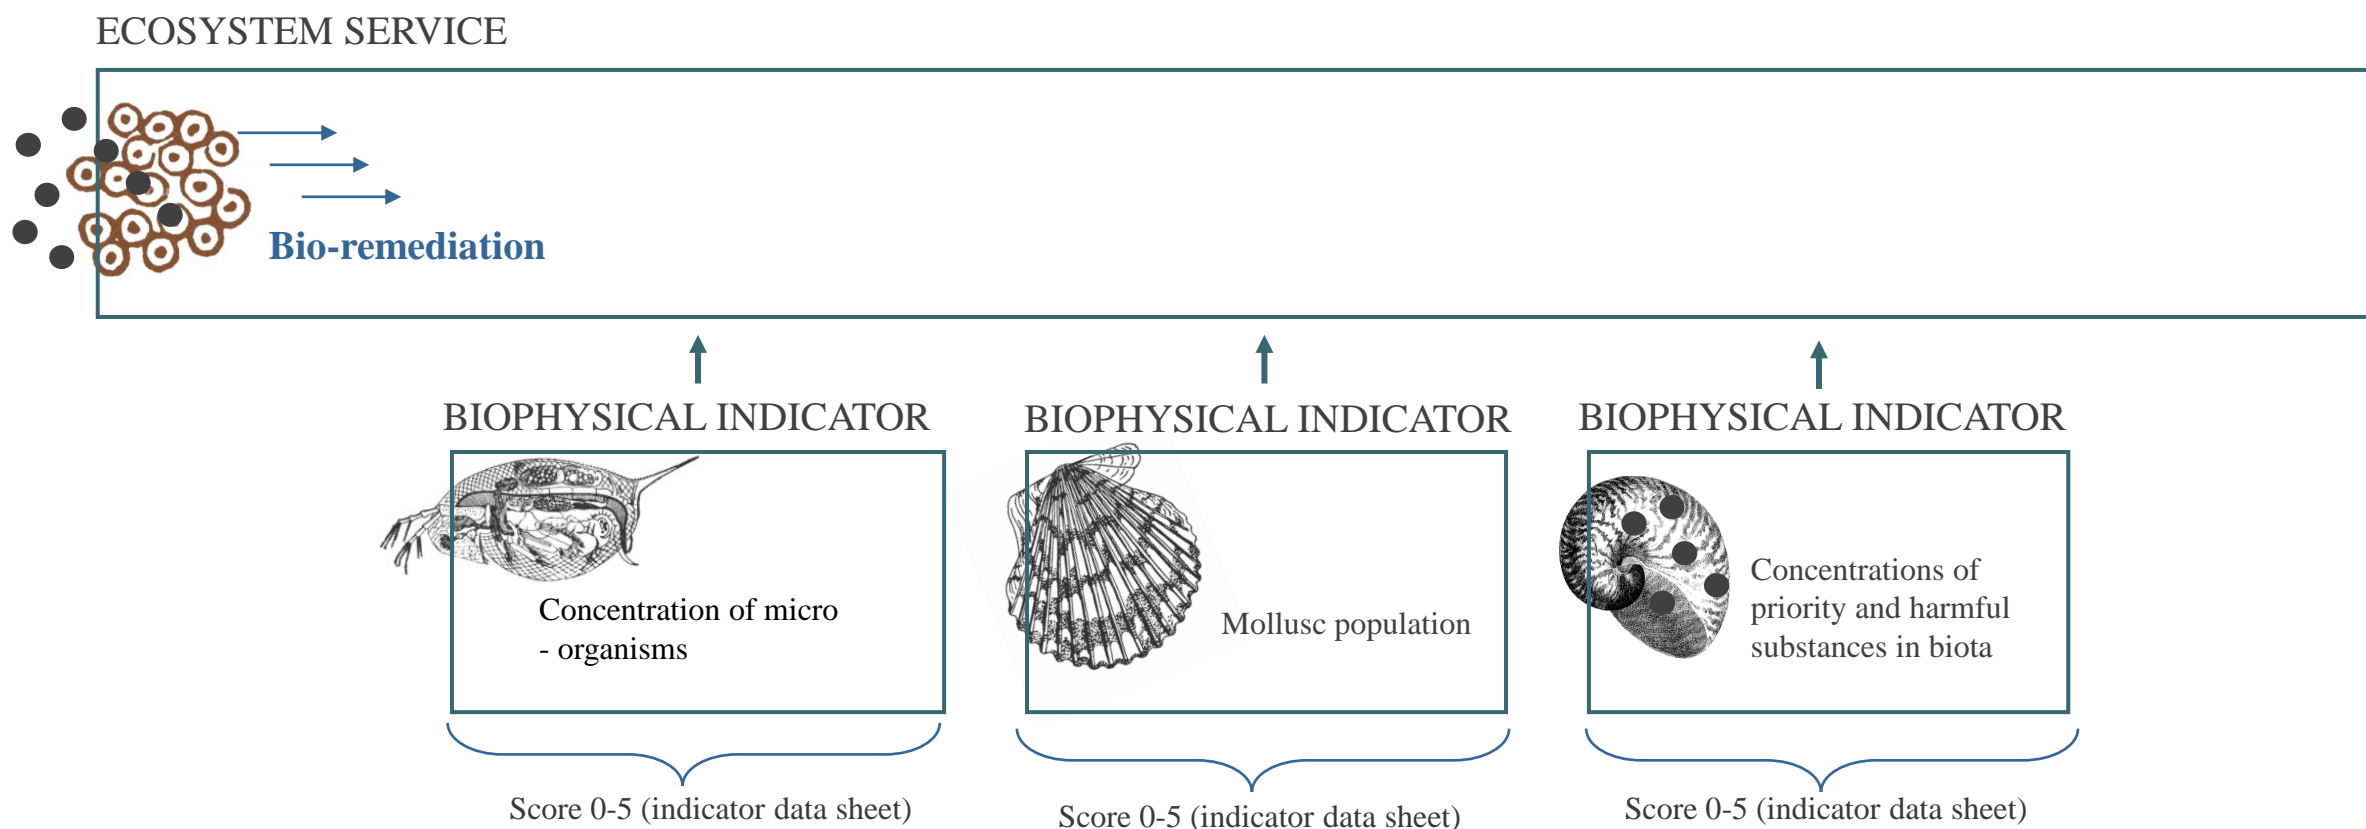 ECOSYSTEM SERVICE
Bio-remediation
BIOPHYSICAL INDICATOR
Concentration of micro
- organisms
Score 0-5 (indicator data sheet)
BIOPHYSICAL INDICATOR
Mollusc population
Score 0-5 (indicator data sheet)
BIOPHYSICAL INDICATOR
Concentrations of
priority and harmful
substances in biota
Score 0-5 (indicator data sheet)